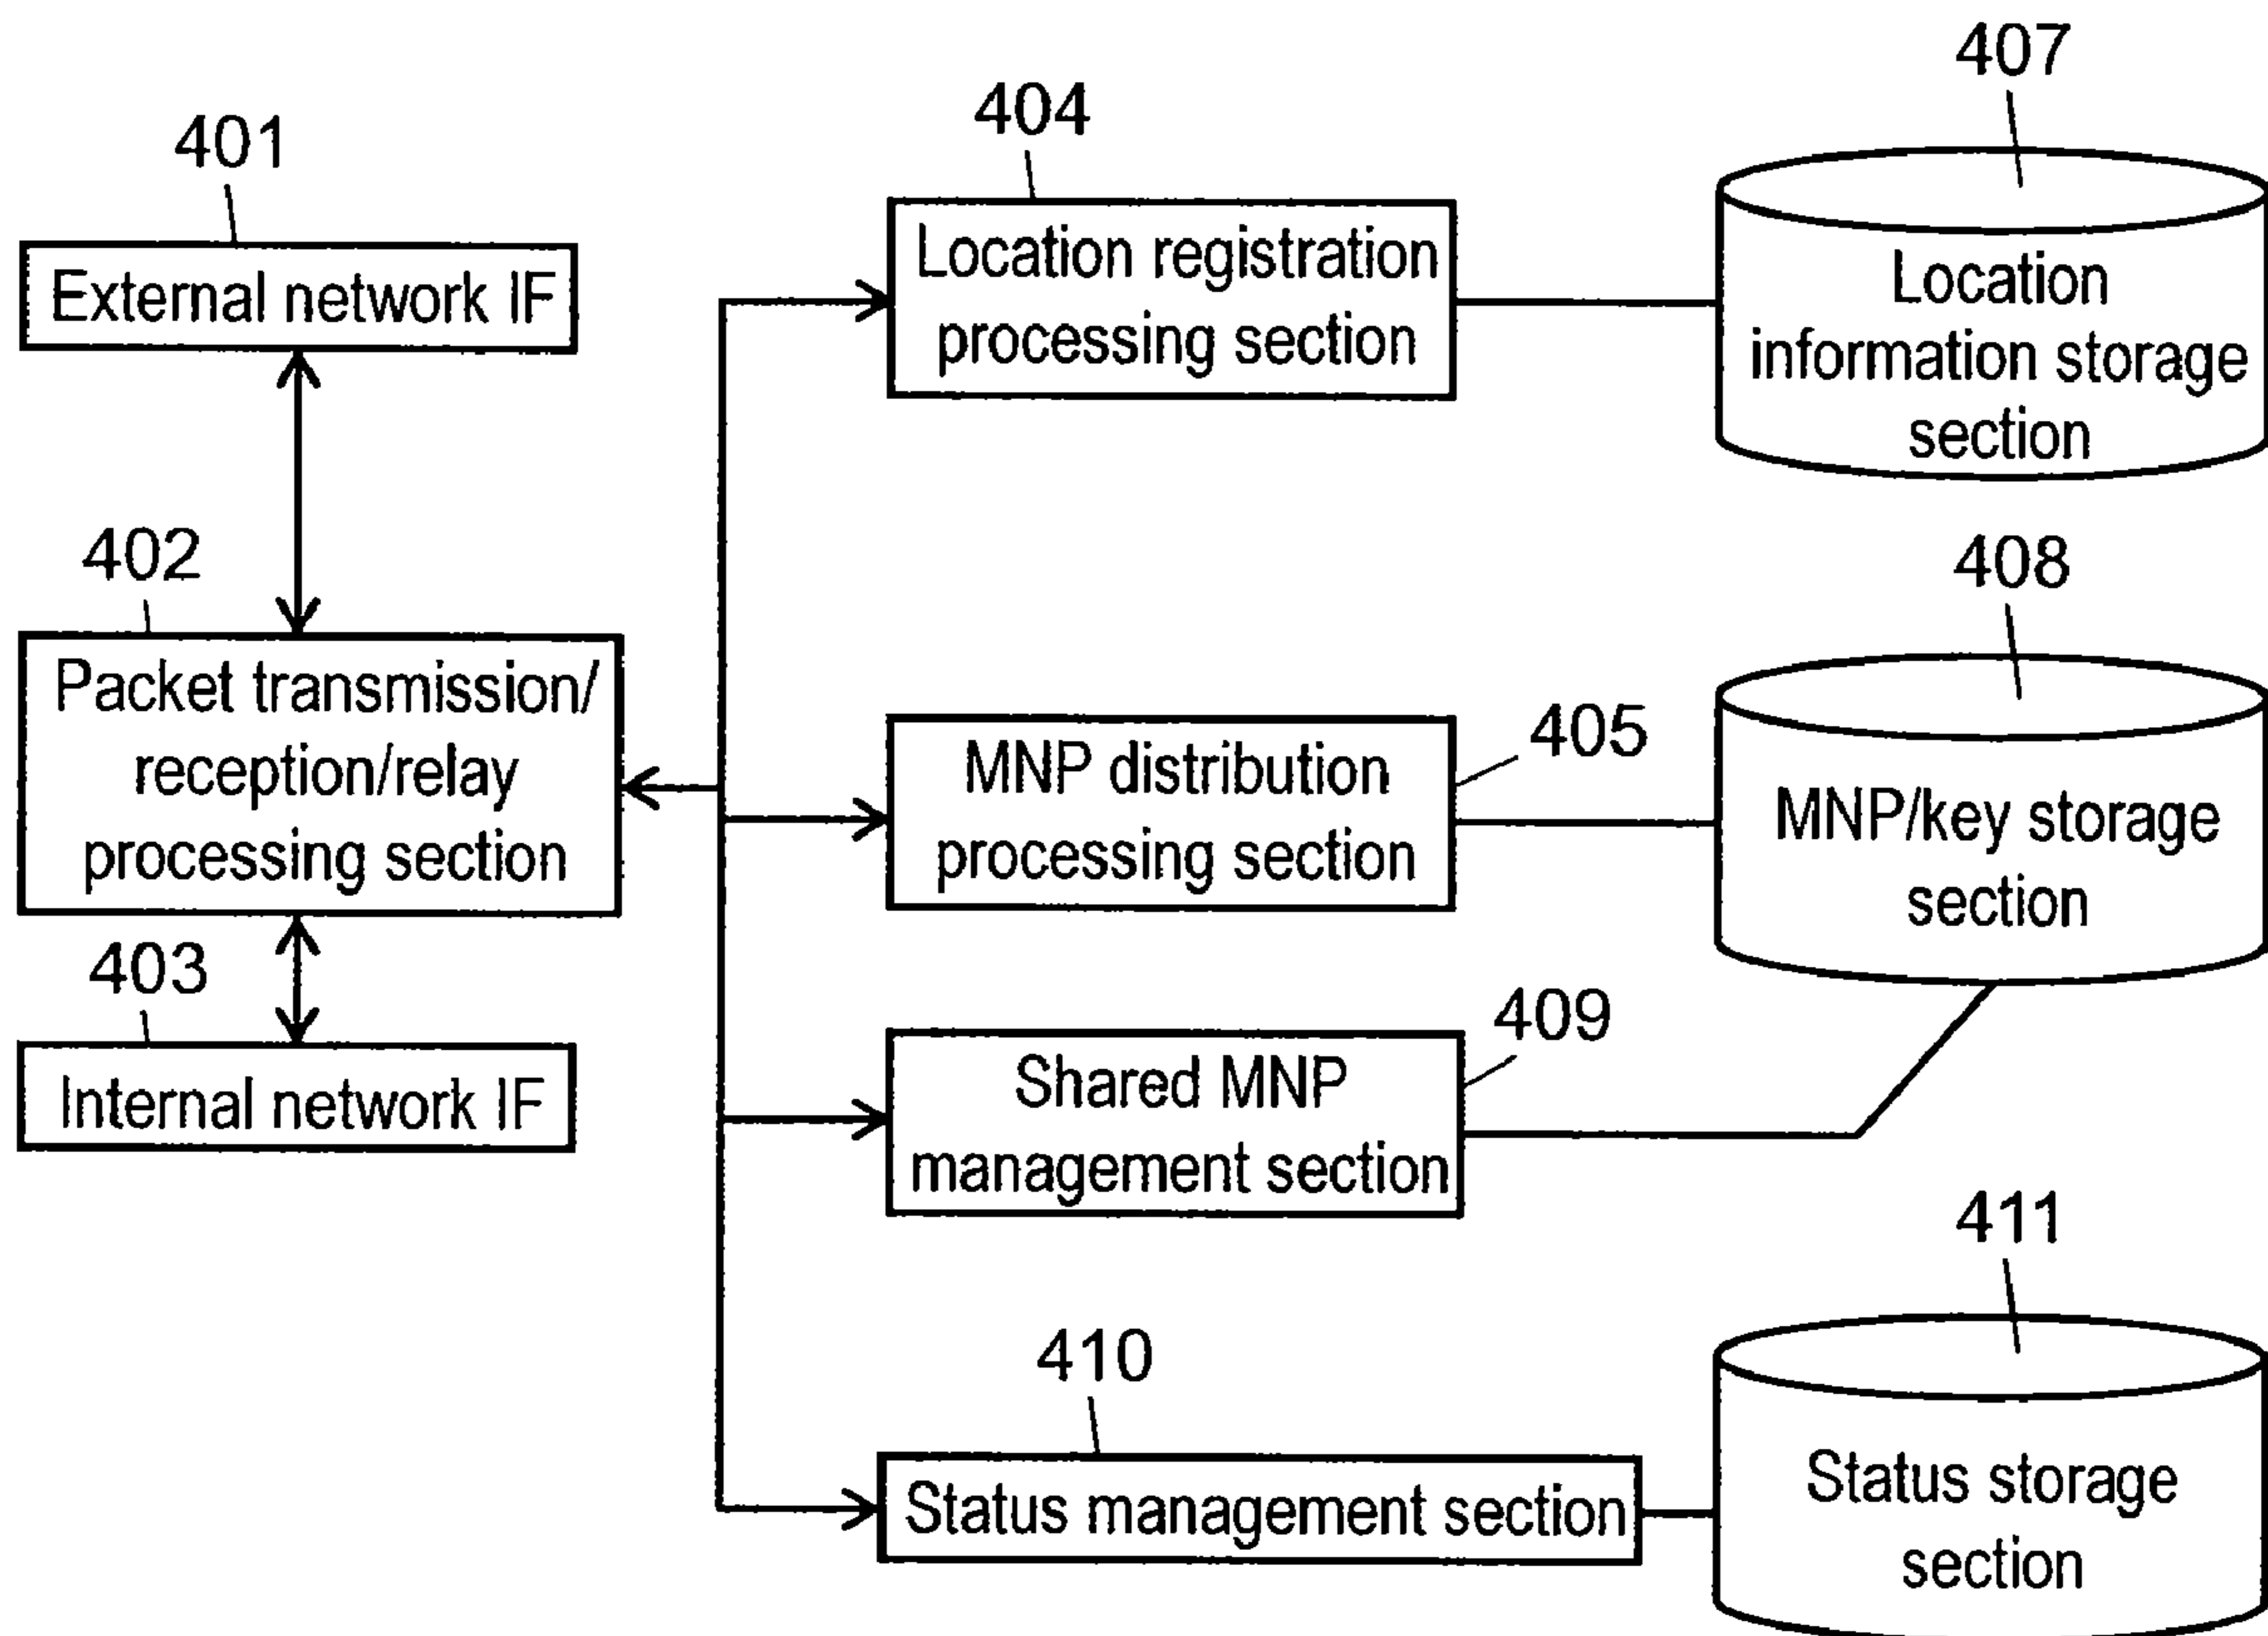 401
External network IF
402
Packet transmission/
reception/relay
processing section
403
Internal network IF
404
Location registration
processing section
407
Location
information storage
section
405
MNP distribution
processing section
408
MNP/key storage
section
409
Shared MNP
management section
410
Status management section
411
Status storage
section